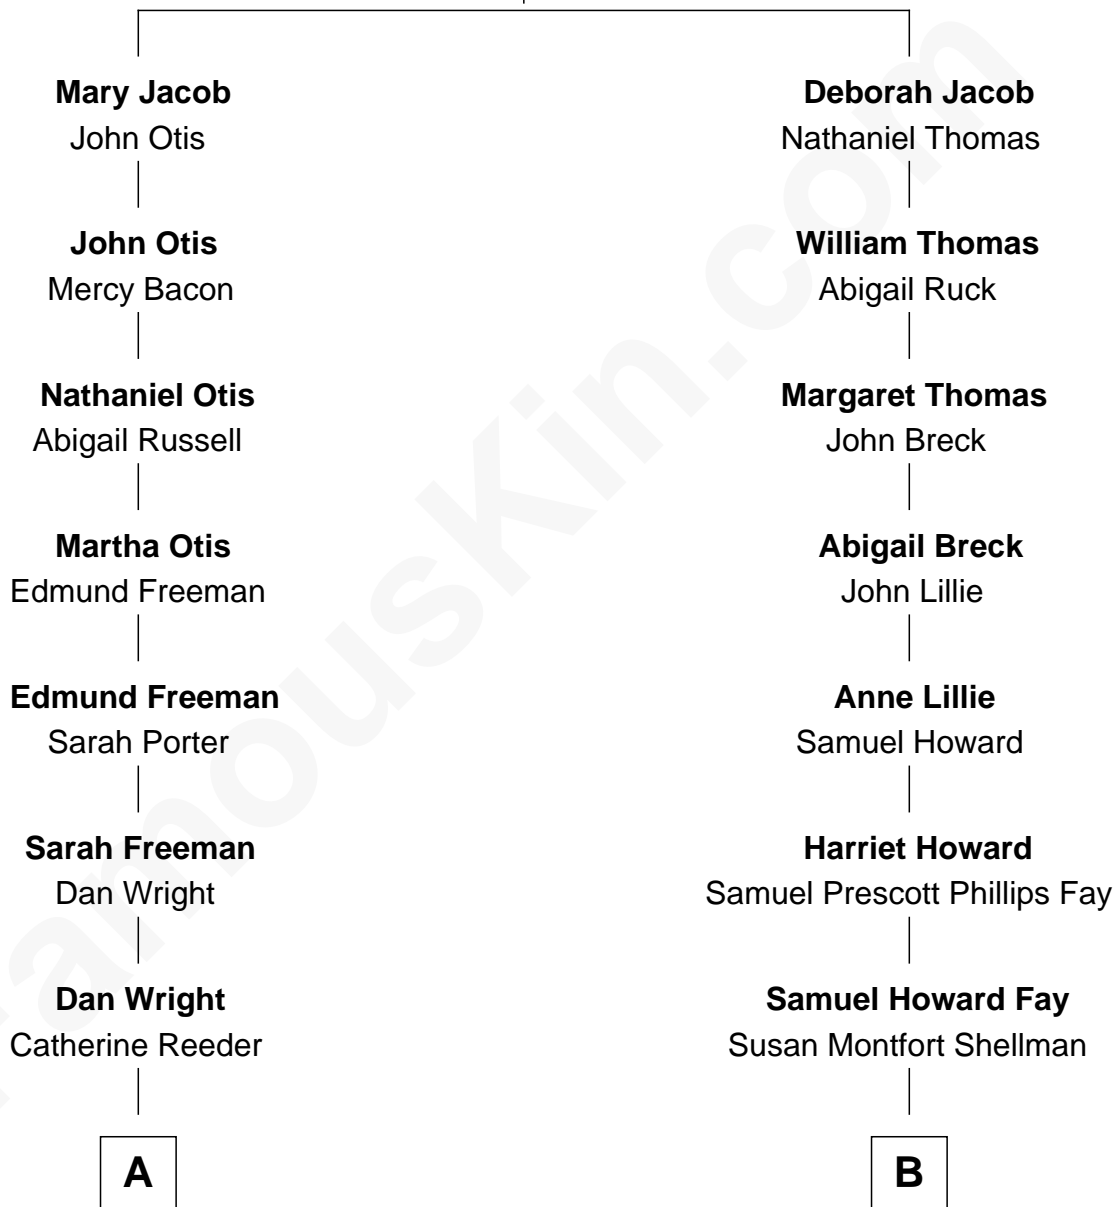 Mary Jacob
John Otis
Deborah Jacob
Nathaniel Thomas
John Otis
Mercy Bacon
William Thomas
Abigail Ruck
Nathaniel Otis
Abigail Russell
Margaret Thomas
John Breck
Martha Otis
Edmund Freeman
Abigail Breck
John Lillie
Edmund Freeman
Sarah Porter
Anne Lillie
Samuel Howard
Sarah Freeman
Dan Wright
Harriet Howard
Samuel Prescott Phillips Fay
Dan Wright
Catherine Reeder
Samuel Howard Fay
Susan Montfort Shellman
A
B
FamousKin.com